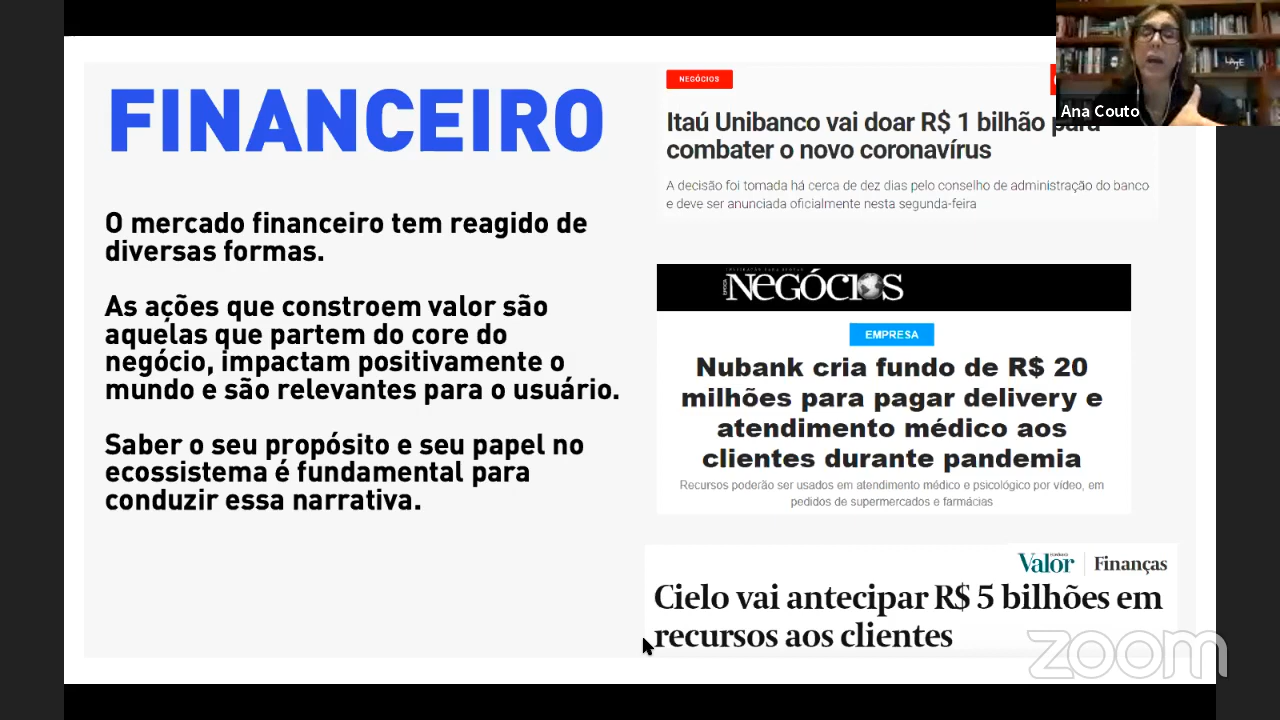 FINANCEIRO
O mercado financeiro tem reagido de
diversas formas.
As ações que constroem valor são
aquelas que partem do core do
negócio, impactam positivamente o
mundo e são relevantes para o usuário.
Saber o seu propósito e seu papel no
ecossistema é fundamental para
conduzir essa narrativa.
NEGÓCIOS
Itaú Unibanco vai doar R$ 1 bilhão para
combater o novo coronavírus
A decisão foi tomada há cerca de dez dias pelo conselho de administração do banco
e deve ser anunciada oficialmente nesta segunda-feira
ÉPOCA NEGÓCIOS
EMPRESA
Nubank cria fundo de R$ 20
milhões para pagar delivery e
atendimento médico aos
clientes durante pandemia
Recursos poderão ser usados em atendimento médico e psicológico por vídeo, em
pedidos de supermercados e farmácias
Valor Finanças
Cielo vai antecipar R$ 5 bilhões em
recursos aos clientes
Ana Couto
LAJE
zoom